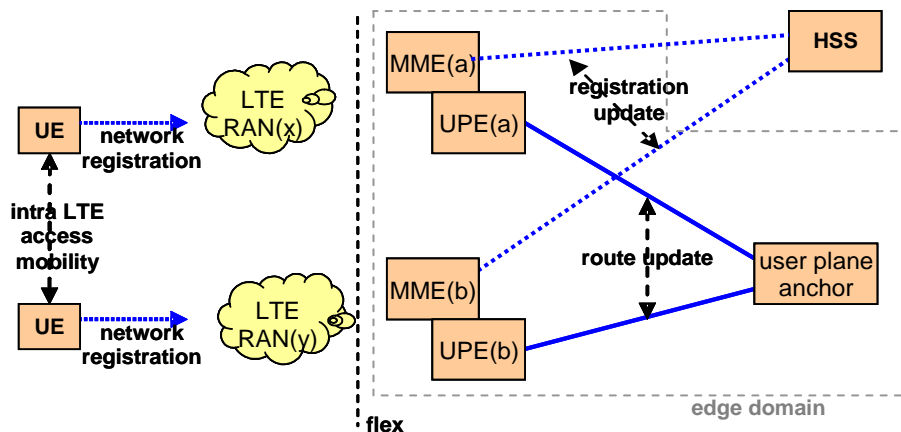 MME(a)
UPE(a)
HSS
registration
update
LTE
RAN(x)
UE
network
registration
intra LTE
access
mobility
route update
user plane
anchor
MME(b)
UPE(b)
LTE
RAN(y)
UE
network
registration
edge domain
flex